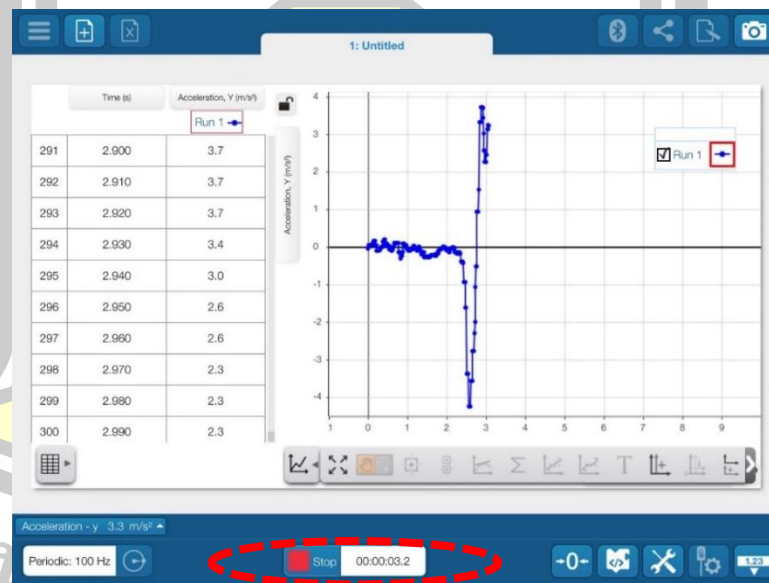 1: Untitled
Time (s) Acceleration, Y (m/s²)
Run 1
291 2.900 3.7
292 2.910 3.7
293 2.920 3.7
294 2.930 3.4
295 2.940 3.0
296 2.950 2.6
297 2.960 2.6
298 2.970 2.3
299 2.980 2.3
300 2.990 2.3
Acceleration, Y (m/s²)
4
3
2
1
0
-1
-2
-3
-4
1 0 1 2 3 4 5 6 7 8 9
Run 1
Σ T
Acceleration - y 3.3 m/s²
Periodic: 100 Hz
Stop 00:00:03.2
-0-
1.23